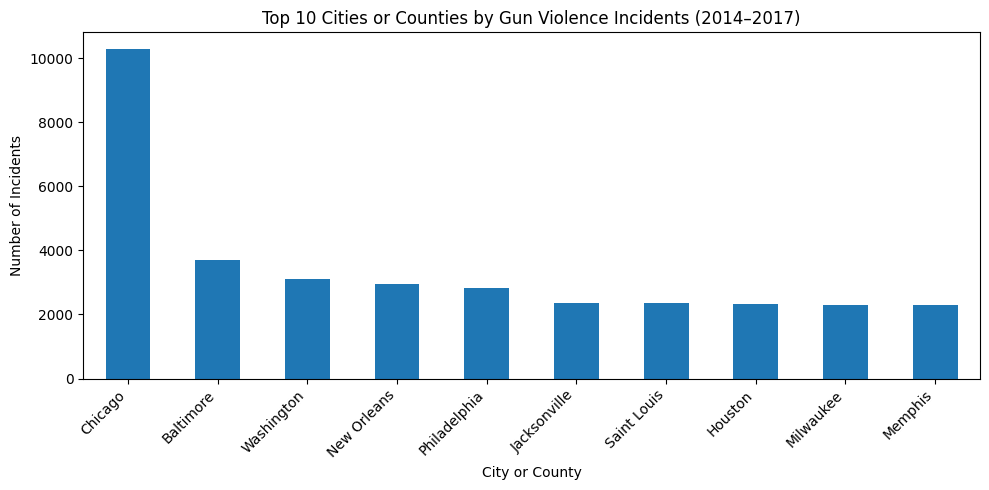 Top 10 Cities or Counties by Gun Violence Incidents (2014–2017)
Number of Incidents
10000
8000
6000
4000
2000
0
Chicago
Baltimore
Washington
New Orleans
Philadelphia
Jacksonville
Saint Louis
Houston
Milwaukee
Memphis
City or County